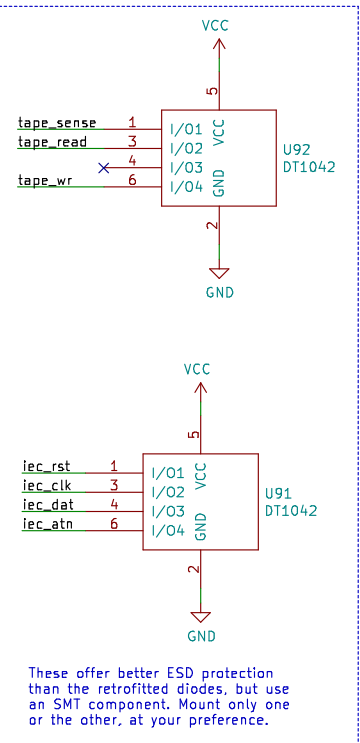 VCC
5
tape_sense 1 I/O1 VCC
tape_read 3 I/O2
4 I/O3
tape_wr 6 I/O4 GND
U92
DT1042
2
GND
VCC
5
iec_rst 1 I/O1 VCC
iec_clk 3 I/O2
iec_dat 4 I/O3
iec_atn 6 I/O4 GND
U91
DT1042
2
GND
These offer better ESD protection
than the retrofitted diodes, but use
an SMT component. Mount only one
or the other, at your preference.